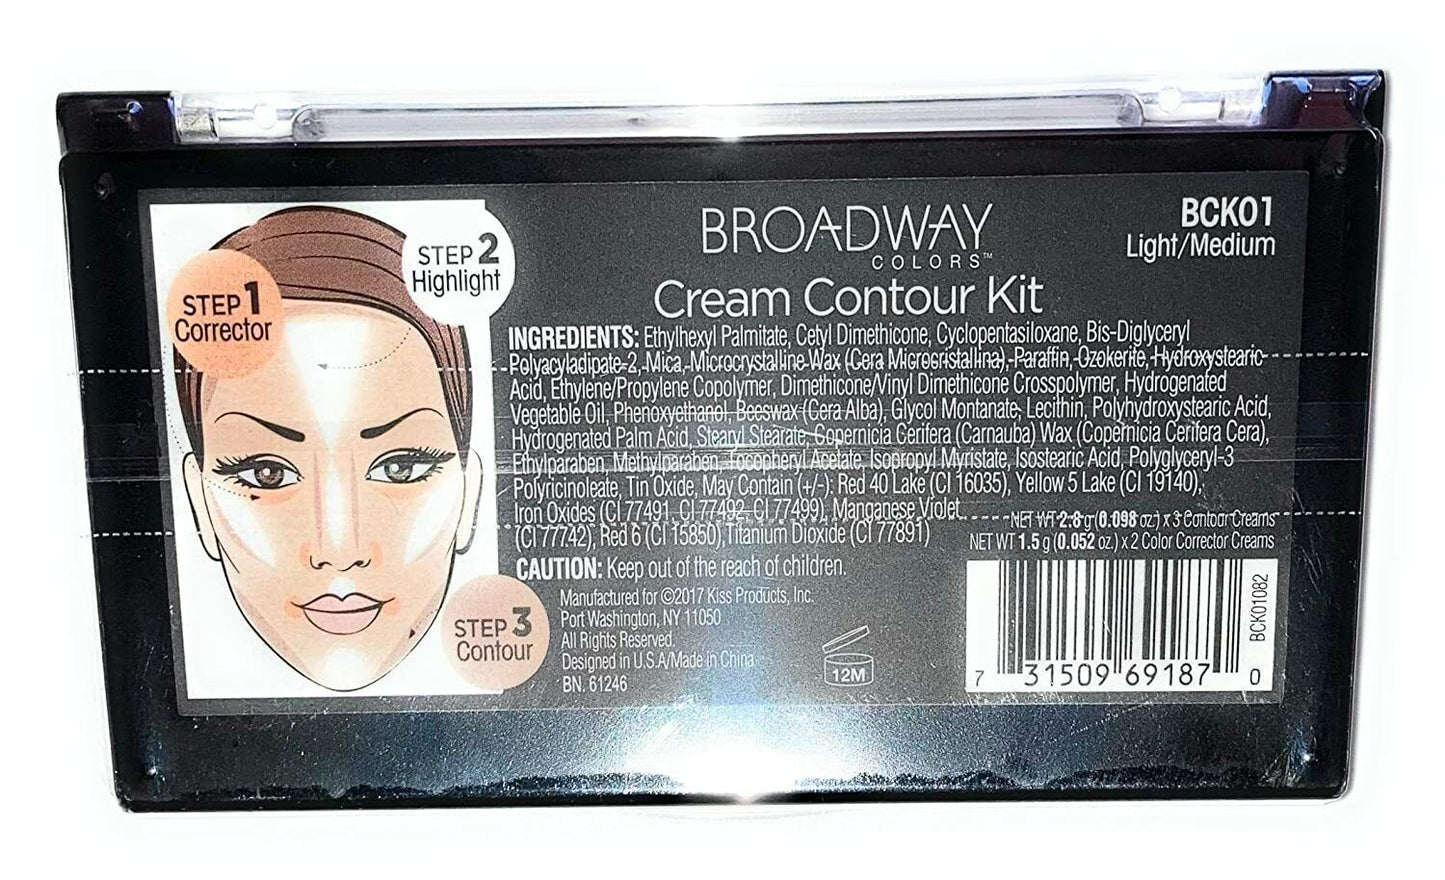 STEP 1
Corrector
STEP 2
Highlight
STEP 3
Contour
BROADWAY
COLORS™
Cream Contour Kit
BCK01
Light/Medium
INGREDIENTS: Ethylhexyl Palmitate, Cetyl Dimethicone, Cyclopentasiloxane, Bis-Diglyceryl
Polyacyladipate-2, Mica, Microcrystalline Wax (Cera Microcristallina), Paraffin, Ozokerite, Hydroxystearic
Acid, Ethylene/Propylene Copolymer, Dimethicone/Vinyl Dimethicone Crosspolymer, Hydrogenated
Vegetable Oil, Phenoxyethanol, Beeswax (Cera Alba), Glycol Montanate, Lecithin, Polyhydroxystearic Acid,
Hydrogenated Palm Acid, Stearyl Stearate, Copernicia Cerifera (Carnauba) Wax (Copernicia Cerifera Cera),
Ethylparaben, Methylparaben, Tocopheryl Acetate, Isopropyl Myristate, Isostearic Acid, Polyglyceryl-3
Polyricinoleate, Tin Oxide, May Contain (+/-): Red 40 Lake (CI 16035), Yellow 5 Lake (CI 19140),
Iron Oxides (CI 77491, CI 77492, CI 77499), Manganese Violet
(CI 77742), Red 6 (CI 15850), Titanium Dioxide (CI 77891)
NET WT 2.8 g (0.098 oz.) x 3 Contour Creams
NET WT 1.5 g (0.052 oz.) x 2 Color Corrector Creams
CAUTION: Keep out of the reach of children.
Manufactured for ©2017 Kiss Products, Inc.
Port Washington, NY 11050
All Rights Reserved.
Designed in U.S.A/Made in China
BN. 61246
12M
7 31509 69187 0
BCK01082